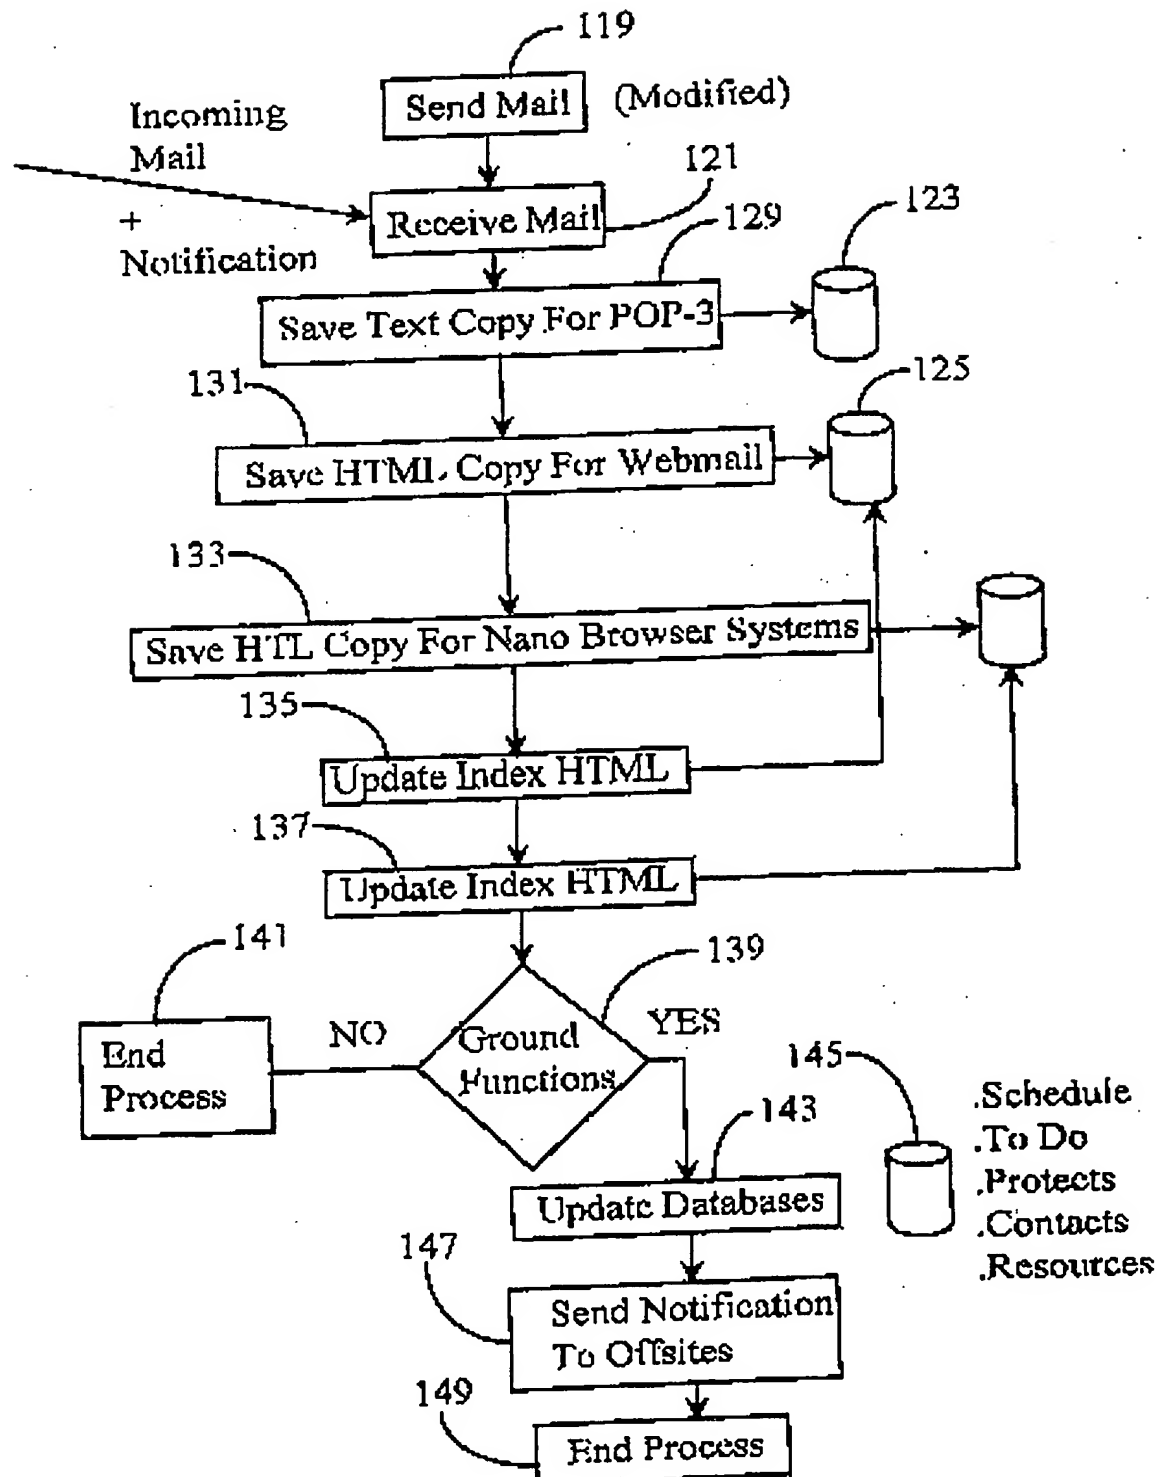 119
Send Mail
(Modified)
Incoming
Mail
+
Notification
121
Receive Mail
129
123
Save Text Copy For POP-3
131
125
Save HTML Copy For Webmail
133
Save HTL Copy For Nano Browser Systems
135
Update Index HTML
137
Update Index HTML
141
139
End
Process
NO
Ground
Functions
YES
145
.Schedule
.To Do
.Protects
.Contacts
.Resources
143
Update Databases
147
Send Notification
To Offsites
149
End Process